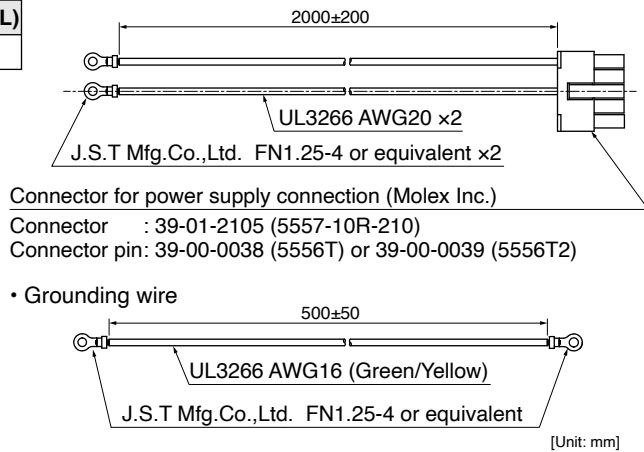 L)
2000±200
UL3266 AWG20 ×2
J.S.T Mfg.Co.,Ltd. FN1.25-4 or equivalent ×2
Connector for power supply connection (Molex Inc.)
Connector : 39-01-2105 (5557-10R-210)
Connector pin: 39-00-0038 (5556T) or 39-00-0039 (5556T2)
• Grounding wire
500±50
UL3266 AWG16 (Green/Yellow)
J.S.T Mfg.Co.,Ltd. FN1.25-4 or equivalent
[Unit: mm]